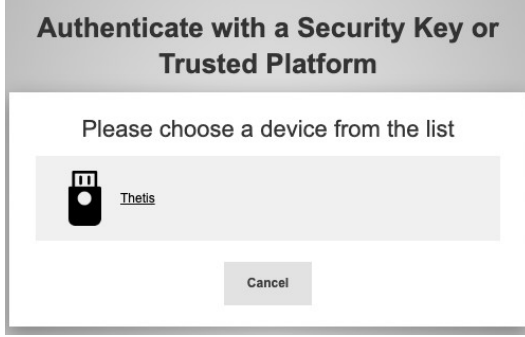 Authenticate with a Security Key or
Trusted Platform
Please choose a device from the list
Thetis
Cancel